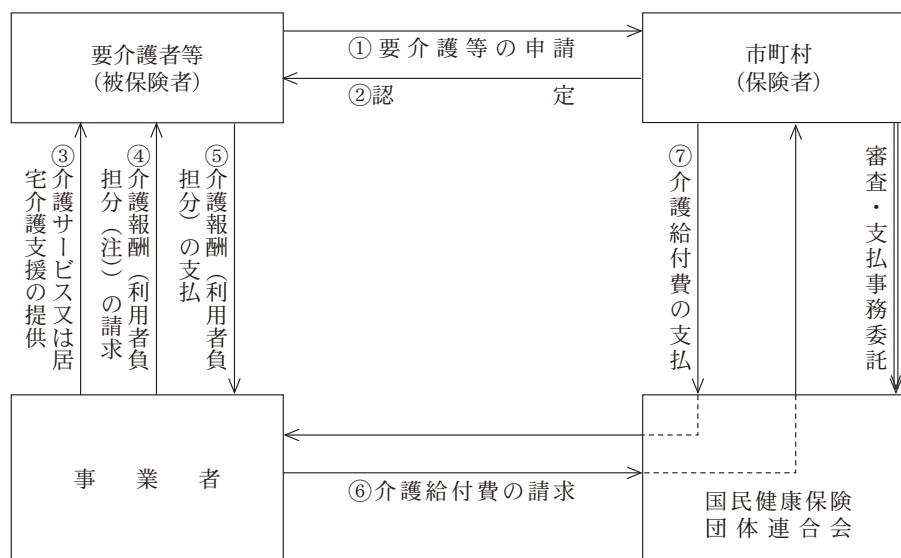 要介護者等
(被保険者)
①要介護等の申請
②認定
市町村
(保険者)
③介護サービス又は居
宅介護支援の提供
④介護報酬（利用者負
担分（注））の請求
⑤介護報酬（利用者負
担分）の支払
⑦介護給付費の支払
審査・支払事務委託
事業者
⑥介護給付費の請求
国民健康保険
団体連合会